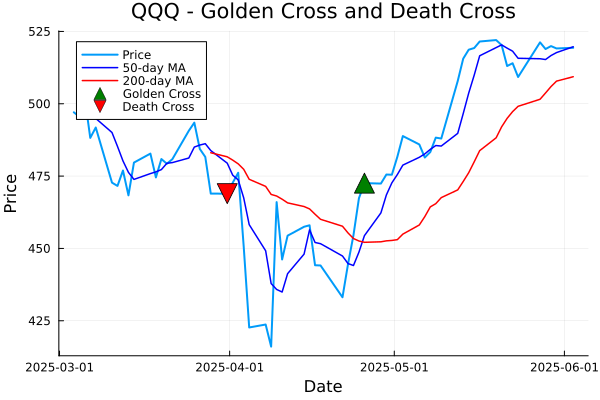 QQQ - Golden Cross and Death Cross
525
500
475
450
425
Price
Price
50-day MA
200-day MA
Golden Cross
Death Cross
2025-03-01
2025-04-01
2025-05-01
2025-06-01
Date